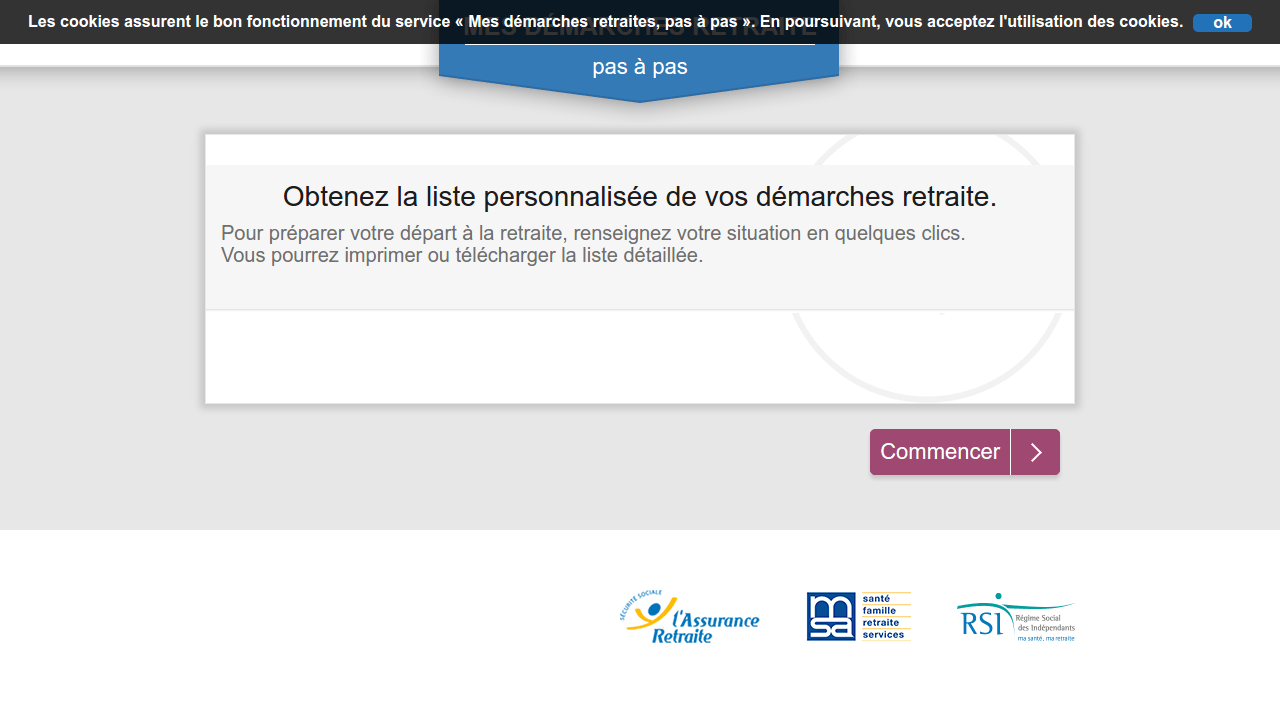 Les cookies assurent le bon fonctionnement du service « Mes démarches retraites, pas à pas ». En poursuivant, vous acceptez l'utilisation des cookies. ok
MES DÉMARCHES RETRAITE
pas à pas
Obtenez la liste personnalisée de vos démarches retraite.
Pour préparer votre départ à la retraite, renseignez votre situation en quelques clics.
Vous pourrez imprimer ou télécharger la liste détaillée.
Commencer
SÉCURITÉ SOCIALE
l'Assurance
Retraite
msa
santé
famille
retraite
services
RSI
Régime Social
des Indépendants
ma santé, ma retraite